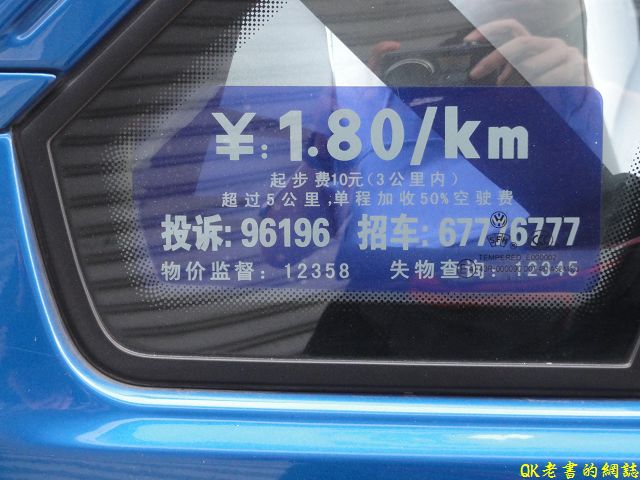 ¥:1.80/km
起步费10元(3公里内)
超过5公里,单程加收50%空驶费
投诉:96196 招车:677 6777
物价监督:12358 失物查询:12345
TEMPERED E000002
QK老書的網誌